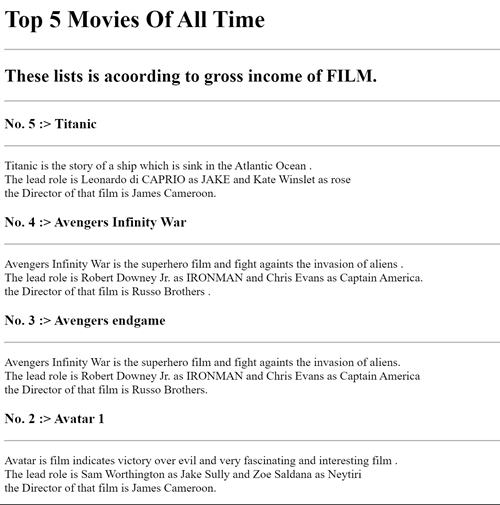 Top 5 Movies Of All Time
These lists is acoording to gross income of FILM.
No. 5 :> Titanic
Titanic is the story of a ship which is sink in the Atlantic Ocean .
The lead role is Leonardo di CAPRIO as JAKE and Kate Winslet as rose
the Director of that film is James Cameroon.
No. 4 :> Avengers Infinity War
Avengers Infinity War is the superhero film and fight againts the invasion of aliens .
The lead role is Robert Downey Jr. as IRONMAN and Chris Evans as Captain America.
the Director of that film is Russo Brothers .
No. 3 :> Avengers endgame
Avengers Infinity War is the superhero film and fight againts the invasion of aliens.
The lead role is Robert Downey Jr. as IRONMAN and Chris Evans as Captain America
the Director of that film is Russo Brothers.
No. 2 :> Avatar 1
Avatar is film indicates victory over evil and very fascinating and interesting film .
The lead role is Sam Worthington as Jake Sully and Zoe Saldana as Neytiri
the Director of that film is James Cameroon.